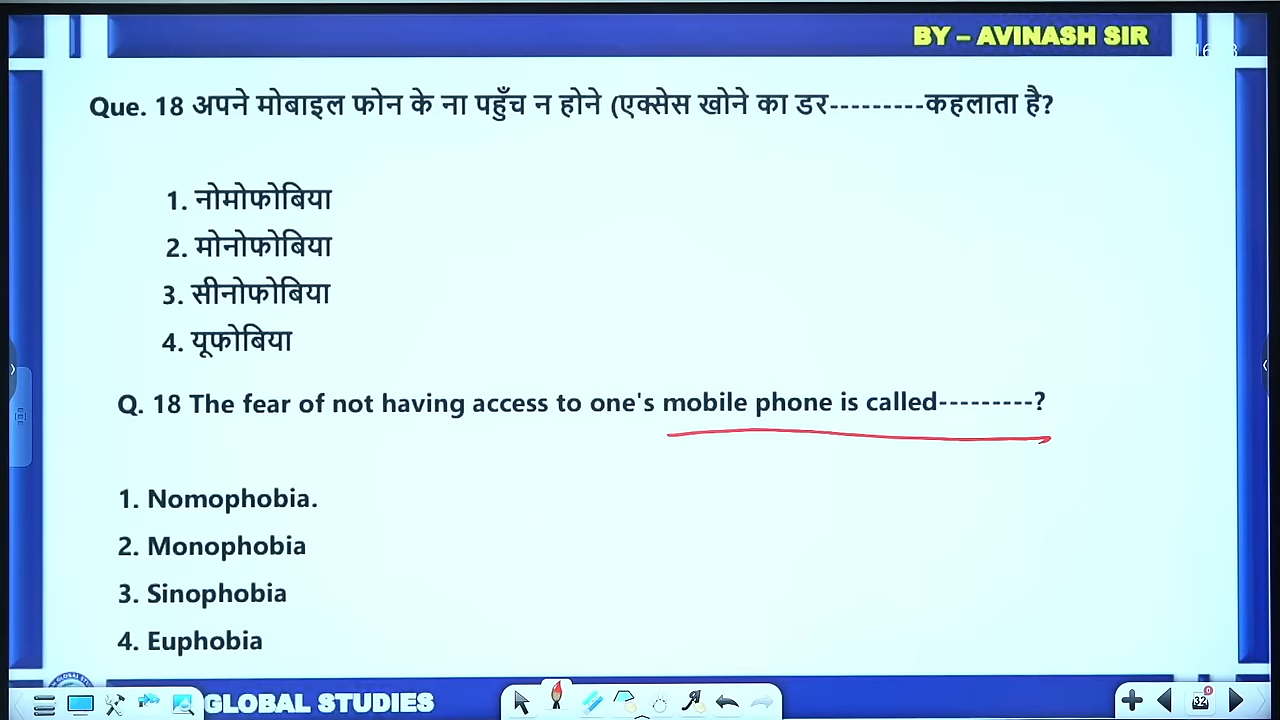 BY – AVINASH SIR
Que. 18 अपने मोबाइल फोन के ना पहुँच न होने (एक्सेस खोने का डर---------कहलाता है?
1. नोमोफोबिया
2. मोनोफोबिया
3. सीनोफोबिया
4. यूफोबिया
Q. 18 The fear of not having access to one's mobile phone is called---------?
1. Nomophobia.
2. Monophobia
3. Sinophobia
4. Euphobia
GLOBAL STUDIES
92